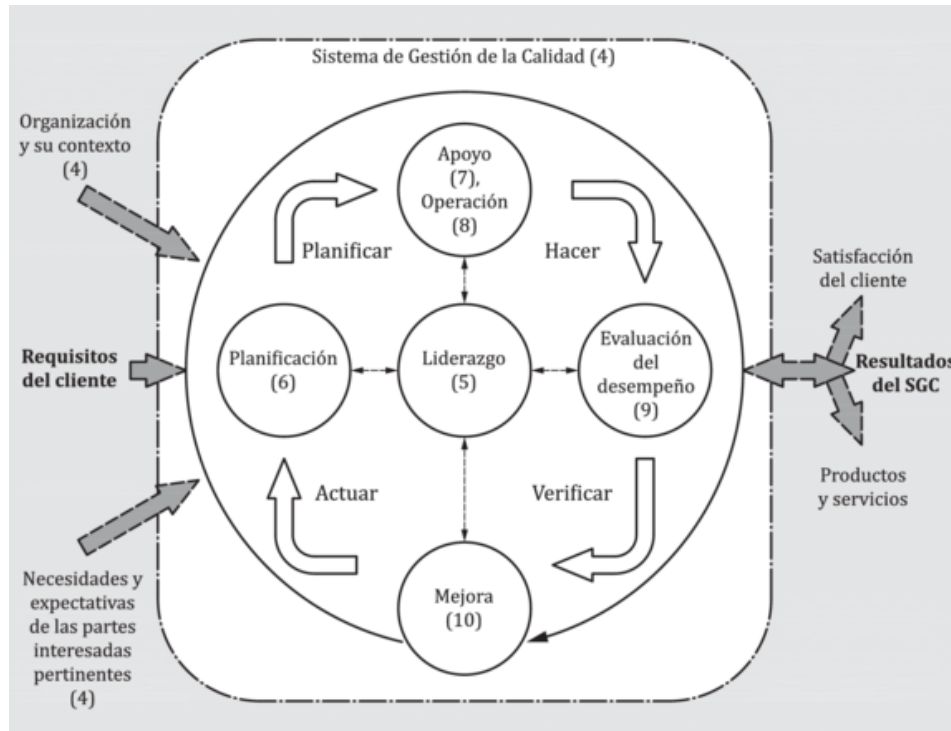 Sistema de Gestión de la Calidad (4)
Organización
y su contexto
(4)
Requisitos
del cliente
Necesidades y
expectativas
de las partes
interesadas
pertinentes
(4)
Apoyo
(7),
Operación
(8)
Planificar
Hacer
Planificación
(6)
Liderazgo
(5)
Evaluación
del
desempeño
(9)
Actuar
Verificar
Mejora
(10)
Satisfacción
del cliente
Resultados
del SGC
Productos
y servicios